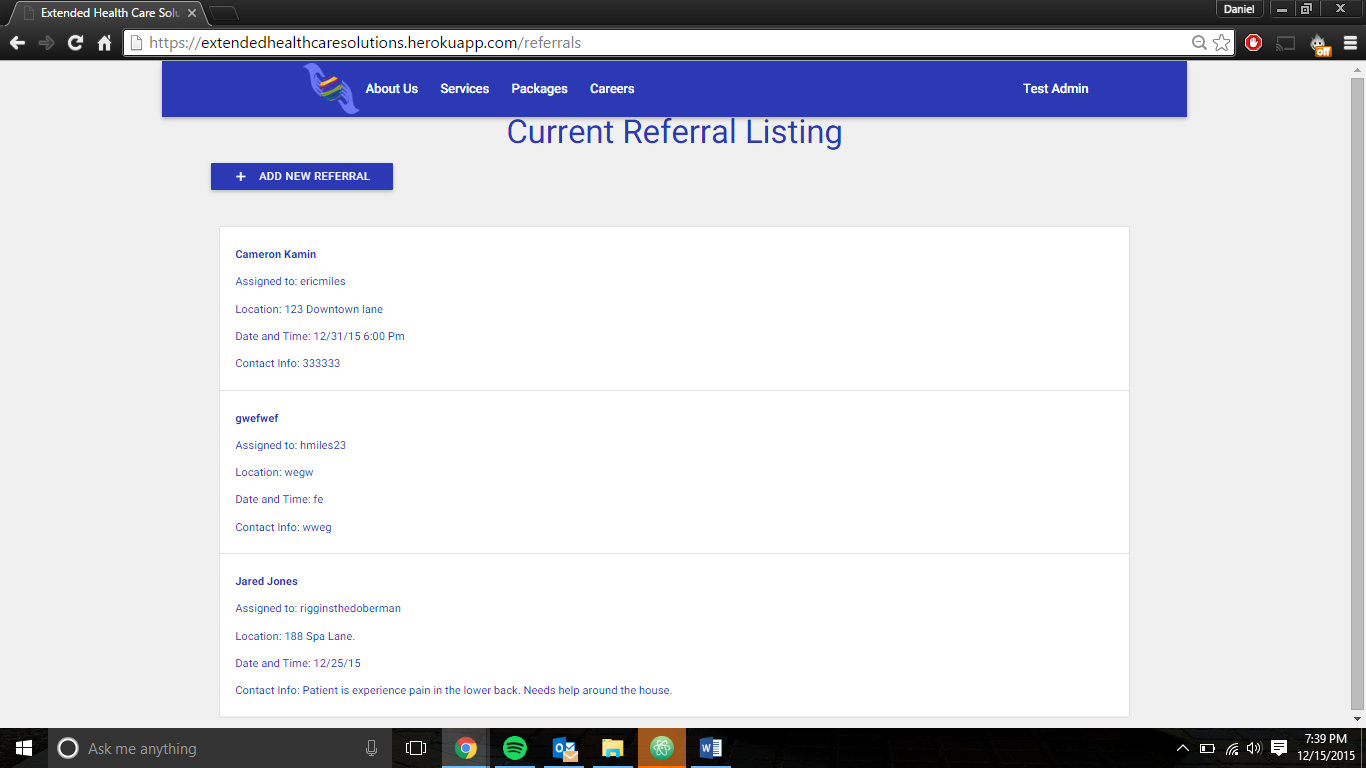 Extended Health Care Solu
Daniel
https://extendedhealthcaresolutions.herokuapp.com/referrals
off
About Us
Services
Packages
Careers
Test Admin
Current Referral Listing
+ ADD NEW REFERRAL
Cameron Kamin
Assigned to: ericmiles
Location: 123 Downtown lane
Date and Time: 12/31/15 6:00 Pm
Contact Info: 333333
gwefwef
Assigned to: hmiles23
Location: wegw
Date and Time: fe
Contact Info: wweg
Jared Jones
Assigned to: rigginsthedoberman
Location: 188 Spa Lane.
Date and Time: 12/25/15
Contact Info: Patient is experience pain in the lower back. Needs help around the house.
Ask me anything
7:39 PM
12/15/2015